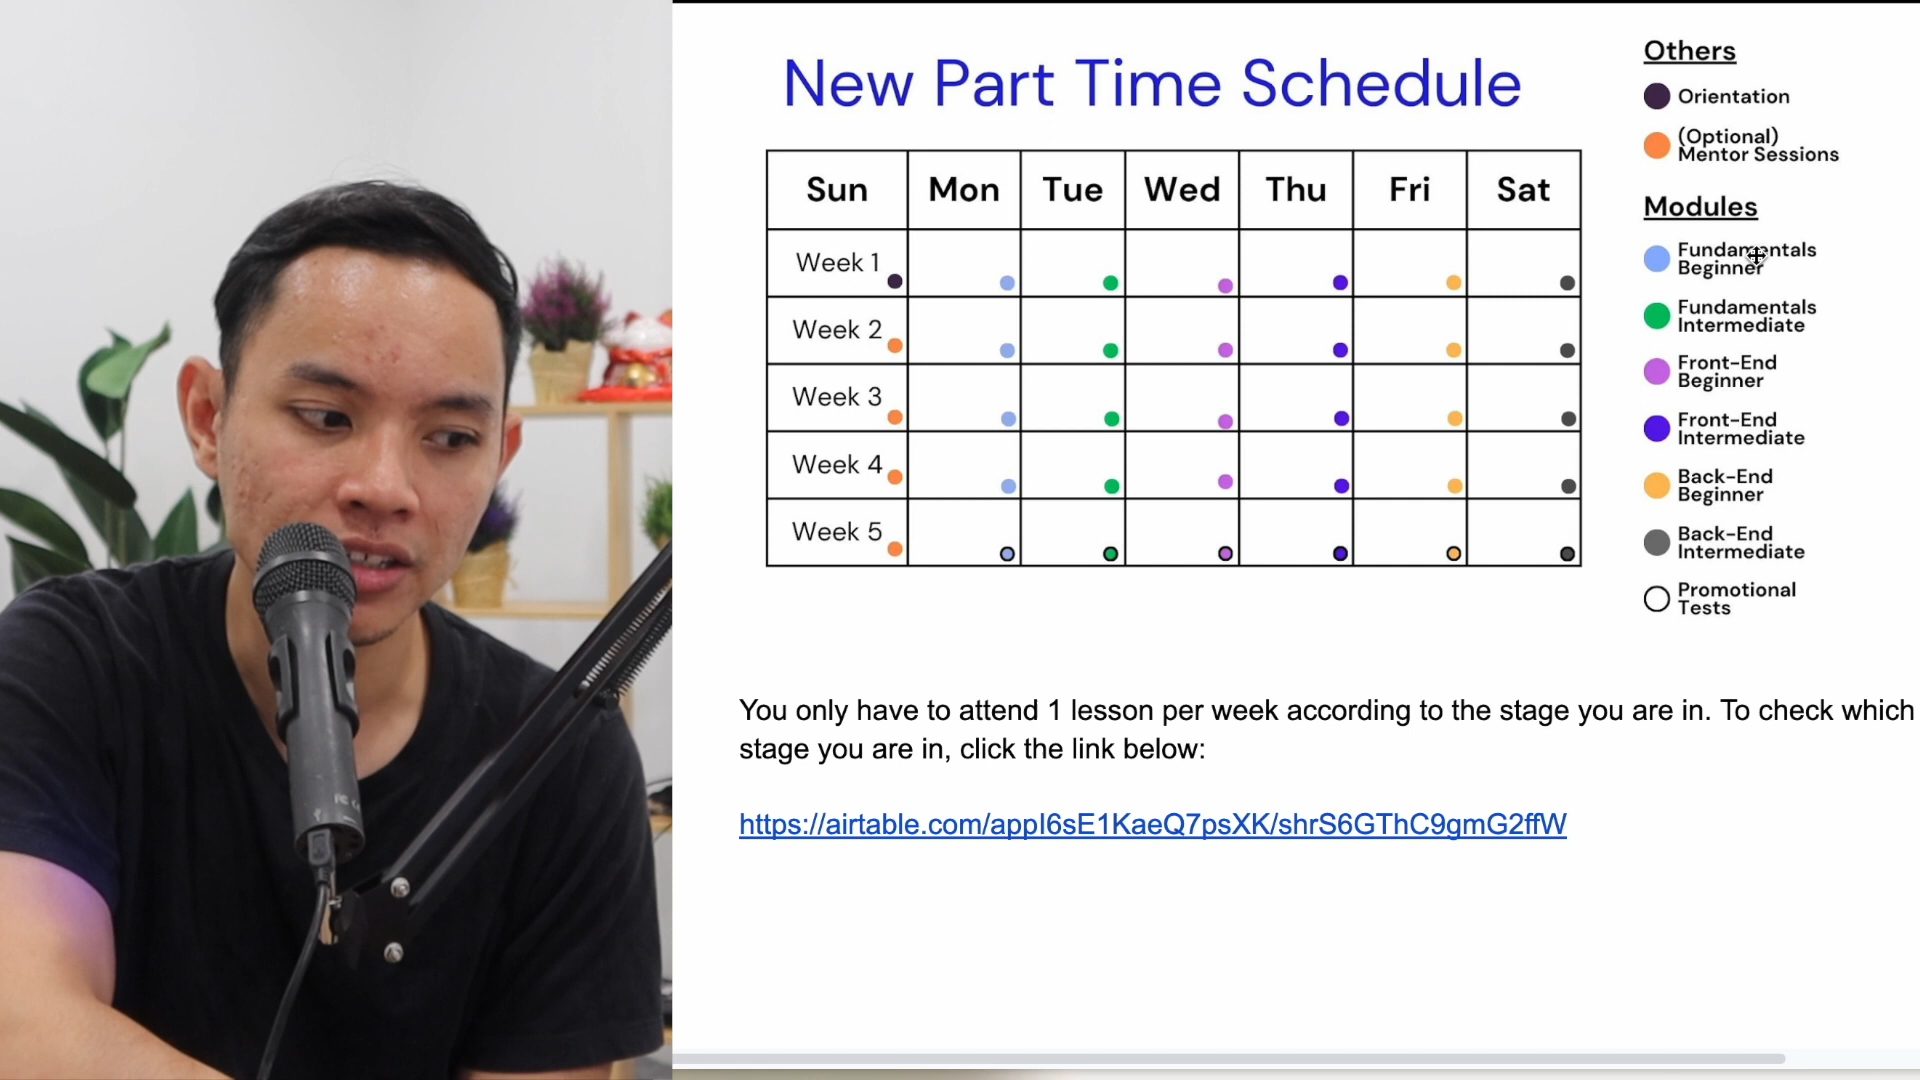 New Part Time Schedule
Sun Mon Tue Wed Thu Fri Sat
Week 1
Week 2
Week 3
Week 4
Week 5
Others
Orientation
(Optional)
Mentor Sessions
Modules
Fundamentals
Beginner
Fundamentals
Intermediate
Front-End
Beginner
Front-End
Intermediate
Back-End
Beginner
Back-End
Intermediate
Promotional
Tests
You only have to attend 1 lesson per week according to the stage you are in. To check which
stage you are in, click the link below:
https://airtable.com/appI6sE1KaeQ7psXK/shrS6GThC9gmG2ffW